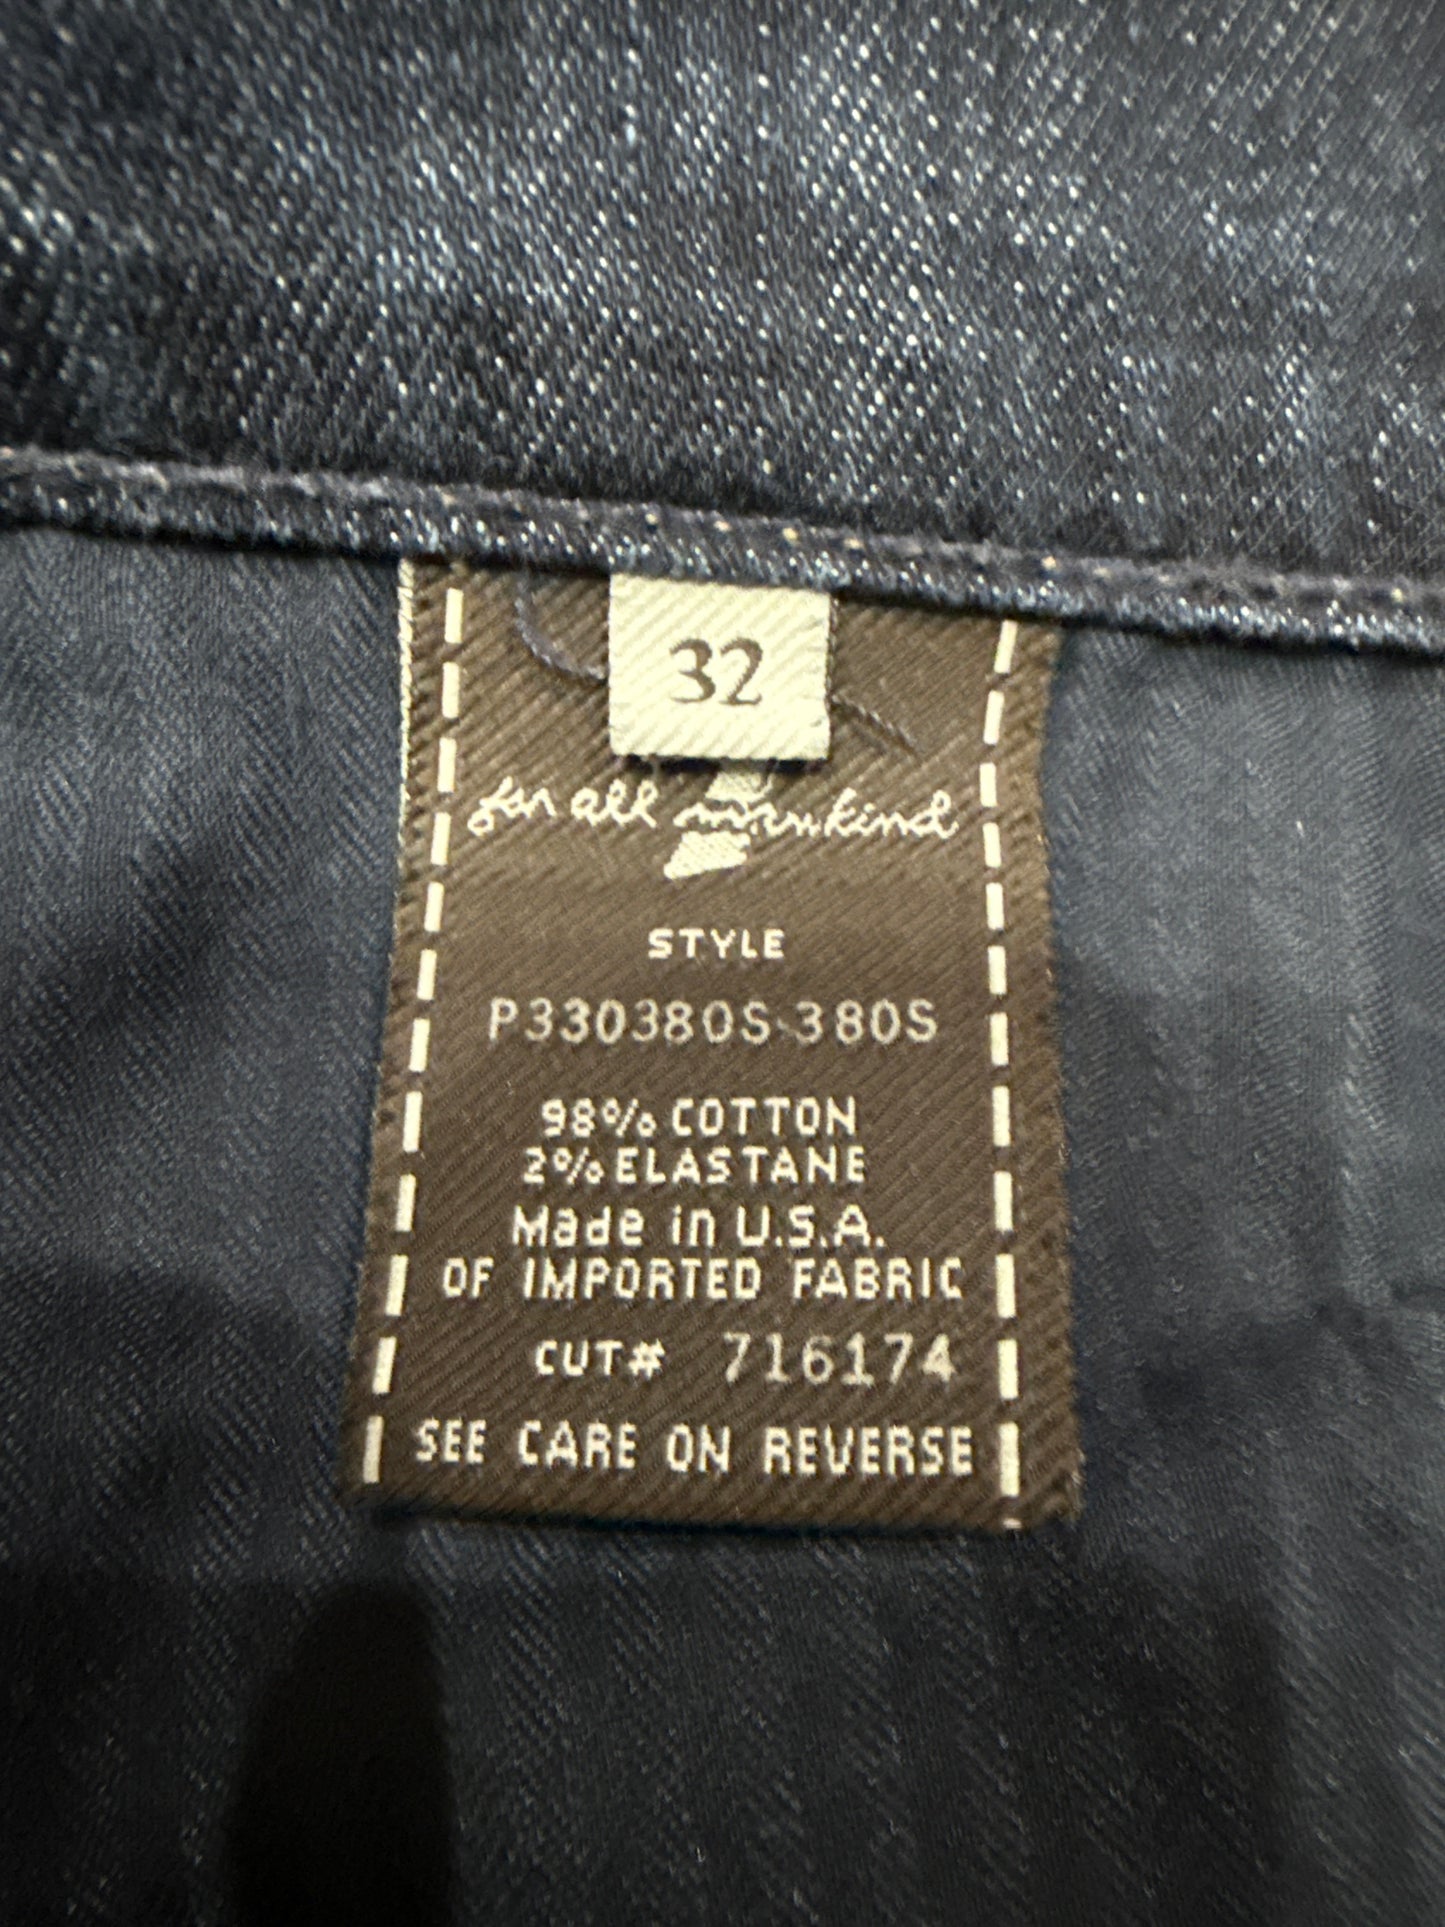 32
for all mankind
STYLE
P330380S-380S
98% COTTON
2% ELASTANE
Made in U.S.A.
OF IMPORTED FABRIC
CUT# 716174
SEE CARE ON REVERSE